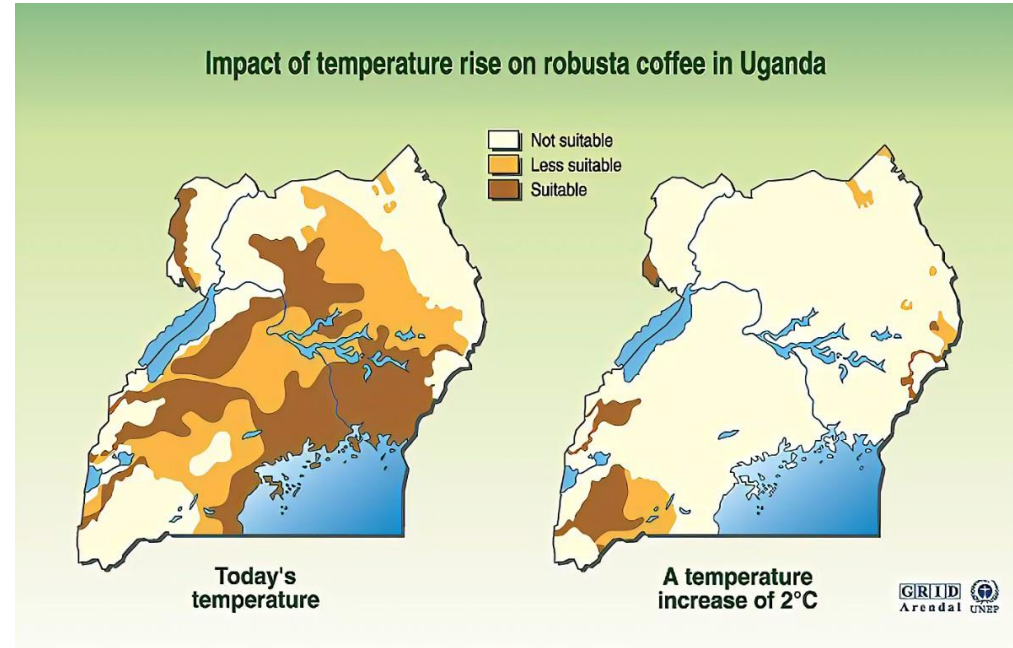 Impact of temperature rise on robusta coffee in Uganda
Not suitable
Less suitable
Suitable
Today's
temperature
A temperature
increase of 2°C
GRID
Arendal
UNEP